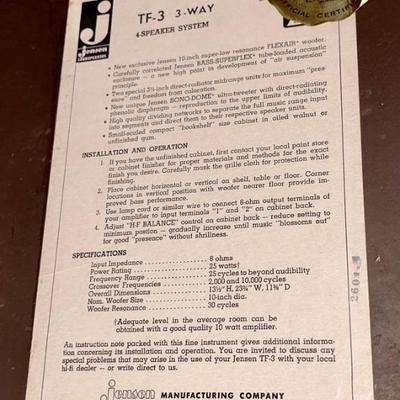 J
Jensen
LOUDSPEAKERS
TF-3 3-WAY
4-SPEAKER SYSTEM
OFFICIAL CERTIFIED
• New exclusive Jensen 10-inch super-low resonance FLEXAIR* woofer.
• Carefully correlated Jensen BASS-SUPERFLEX* tube-loaded acoustic
enclosure — a new high point in development of "air suspension"
principle.
• Two special 3½-inch direct-radiator midrange units for maximum "pres-
sure" and freedom from coloration.
• New unique Jensen SONO-DOME* ultra-tweeter with direct-radiating
phenolic diaphragm — reproduction to the upper limits of audibility.
• High quality dividing networks to separate the full music range input
into segments and direct them to their respective speaker units.
• Small-scaled compact "bookshelf" size cabinet in oiled walnut or
unfinished gum.
INSTALLATION AND OPERATION
1. If you have the unfinished cabinet, first contact your local paint store
or cabinet finisher for proper materials and methods for the exact
finish you desire. Carefully mask the grille cloth for protection while
finishing.
2. Place cabinet horizontal or vertical on shelf, table or floor. Corner
locations in vertical position with woofer nearer floor provide im-
proved bass performance.
3. Use lamp cord or similar wire to connect 8-ohm output terminals of
your amplifier to input terminals "1" and "2" on cabinet back.
4. Adjust "H-F BALANCE" control on cabinet back — reduce setting to
minimum postion — gradually increase until music "blossoms out"
for good "presence" without shrillness.
SPECIFICATIONS
Input Impedance . . . . . . . . . . . . 8 ohms
Power Rating . . . . . . . . . . . . . 25 watts†
Frequency Range . . . . . . . . . . . 25 cycles to beyond audibility
Crossover Frequencies . . . . . . . . . 2,000 and 10,000 cycles
Overall Dimensions . . . . . . . . . . 13½" H, 23¾" W, 11⅜" D
Nom. Woofer Size . . . . . . . . . . . 10-inch dia.
Woofer Resonance . . . . . . . . . . . 30 cycles
†Adequate level in the average room can be
obtained with a good quality 10 watt amplifier.
An instruction note packed with this fine instrument gives additional informa-
tion concerning its installation and operation. You are invited to discuss any
special problems that may arise in the use of your Jensen TF-3 with your local
hi-fi dealer -- or write direct to us.
Jensen MANUFACTURING COMPANY